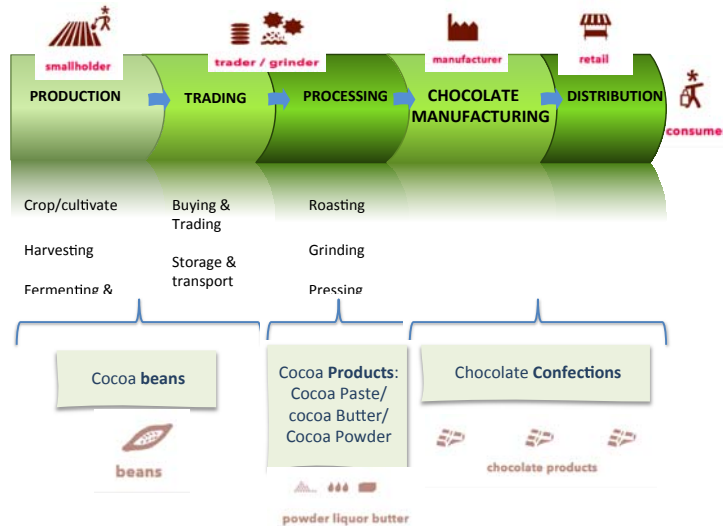 smallholder
trader / grinder
manufacturer
retail
PRODUCTION
TRADING
PROCESSING
CHOCOLATE
MANUFACTURING
DISTRIBUTION
consume
Crop/cultivate
Harvesting
Fermenting &
Buying &
Trading
Storage &
transport
Roasting
Grinding
Pressing
Cocoa beans
Cocoa Products:
Cocoa Paste/
cocoa Butter/
Cocoa Powder
Chocolate Confections
beans
powder liquor butter
chocolate products